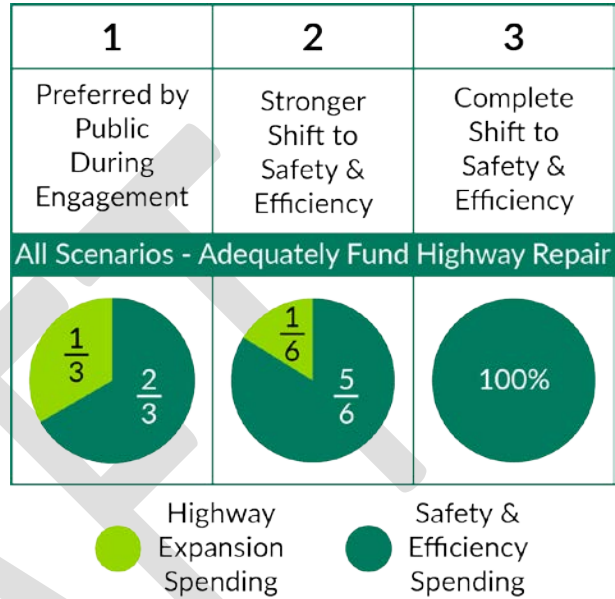 1
2
3
Preferred by
Public
During
Engagement
Stronger
Shift to
Safety &
Efficiency
Complete
Shift to
Safety &
Efficiency
All Scenarios - Adequately Fund Highway Repair
1/3
2/3
1/6
5/6
100%
Highway
Expansion
Spending
Safety &
Efficiency
Spending